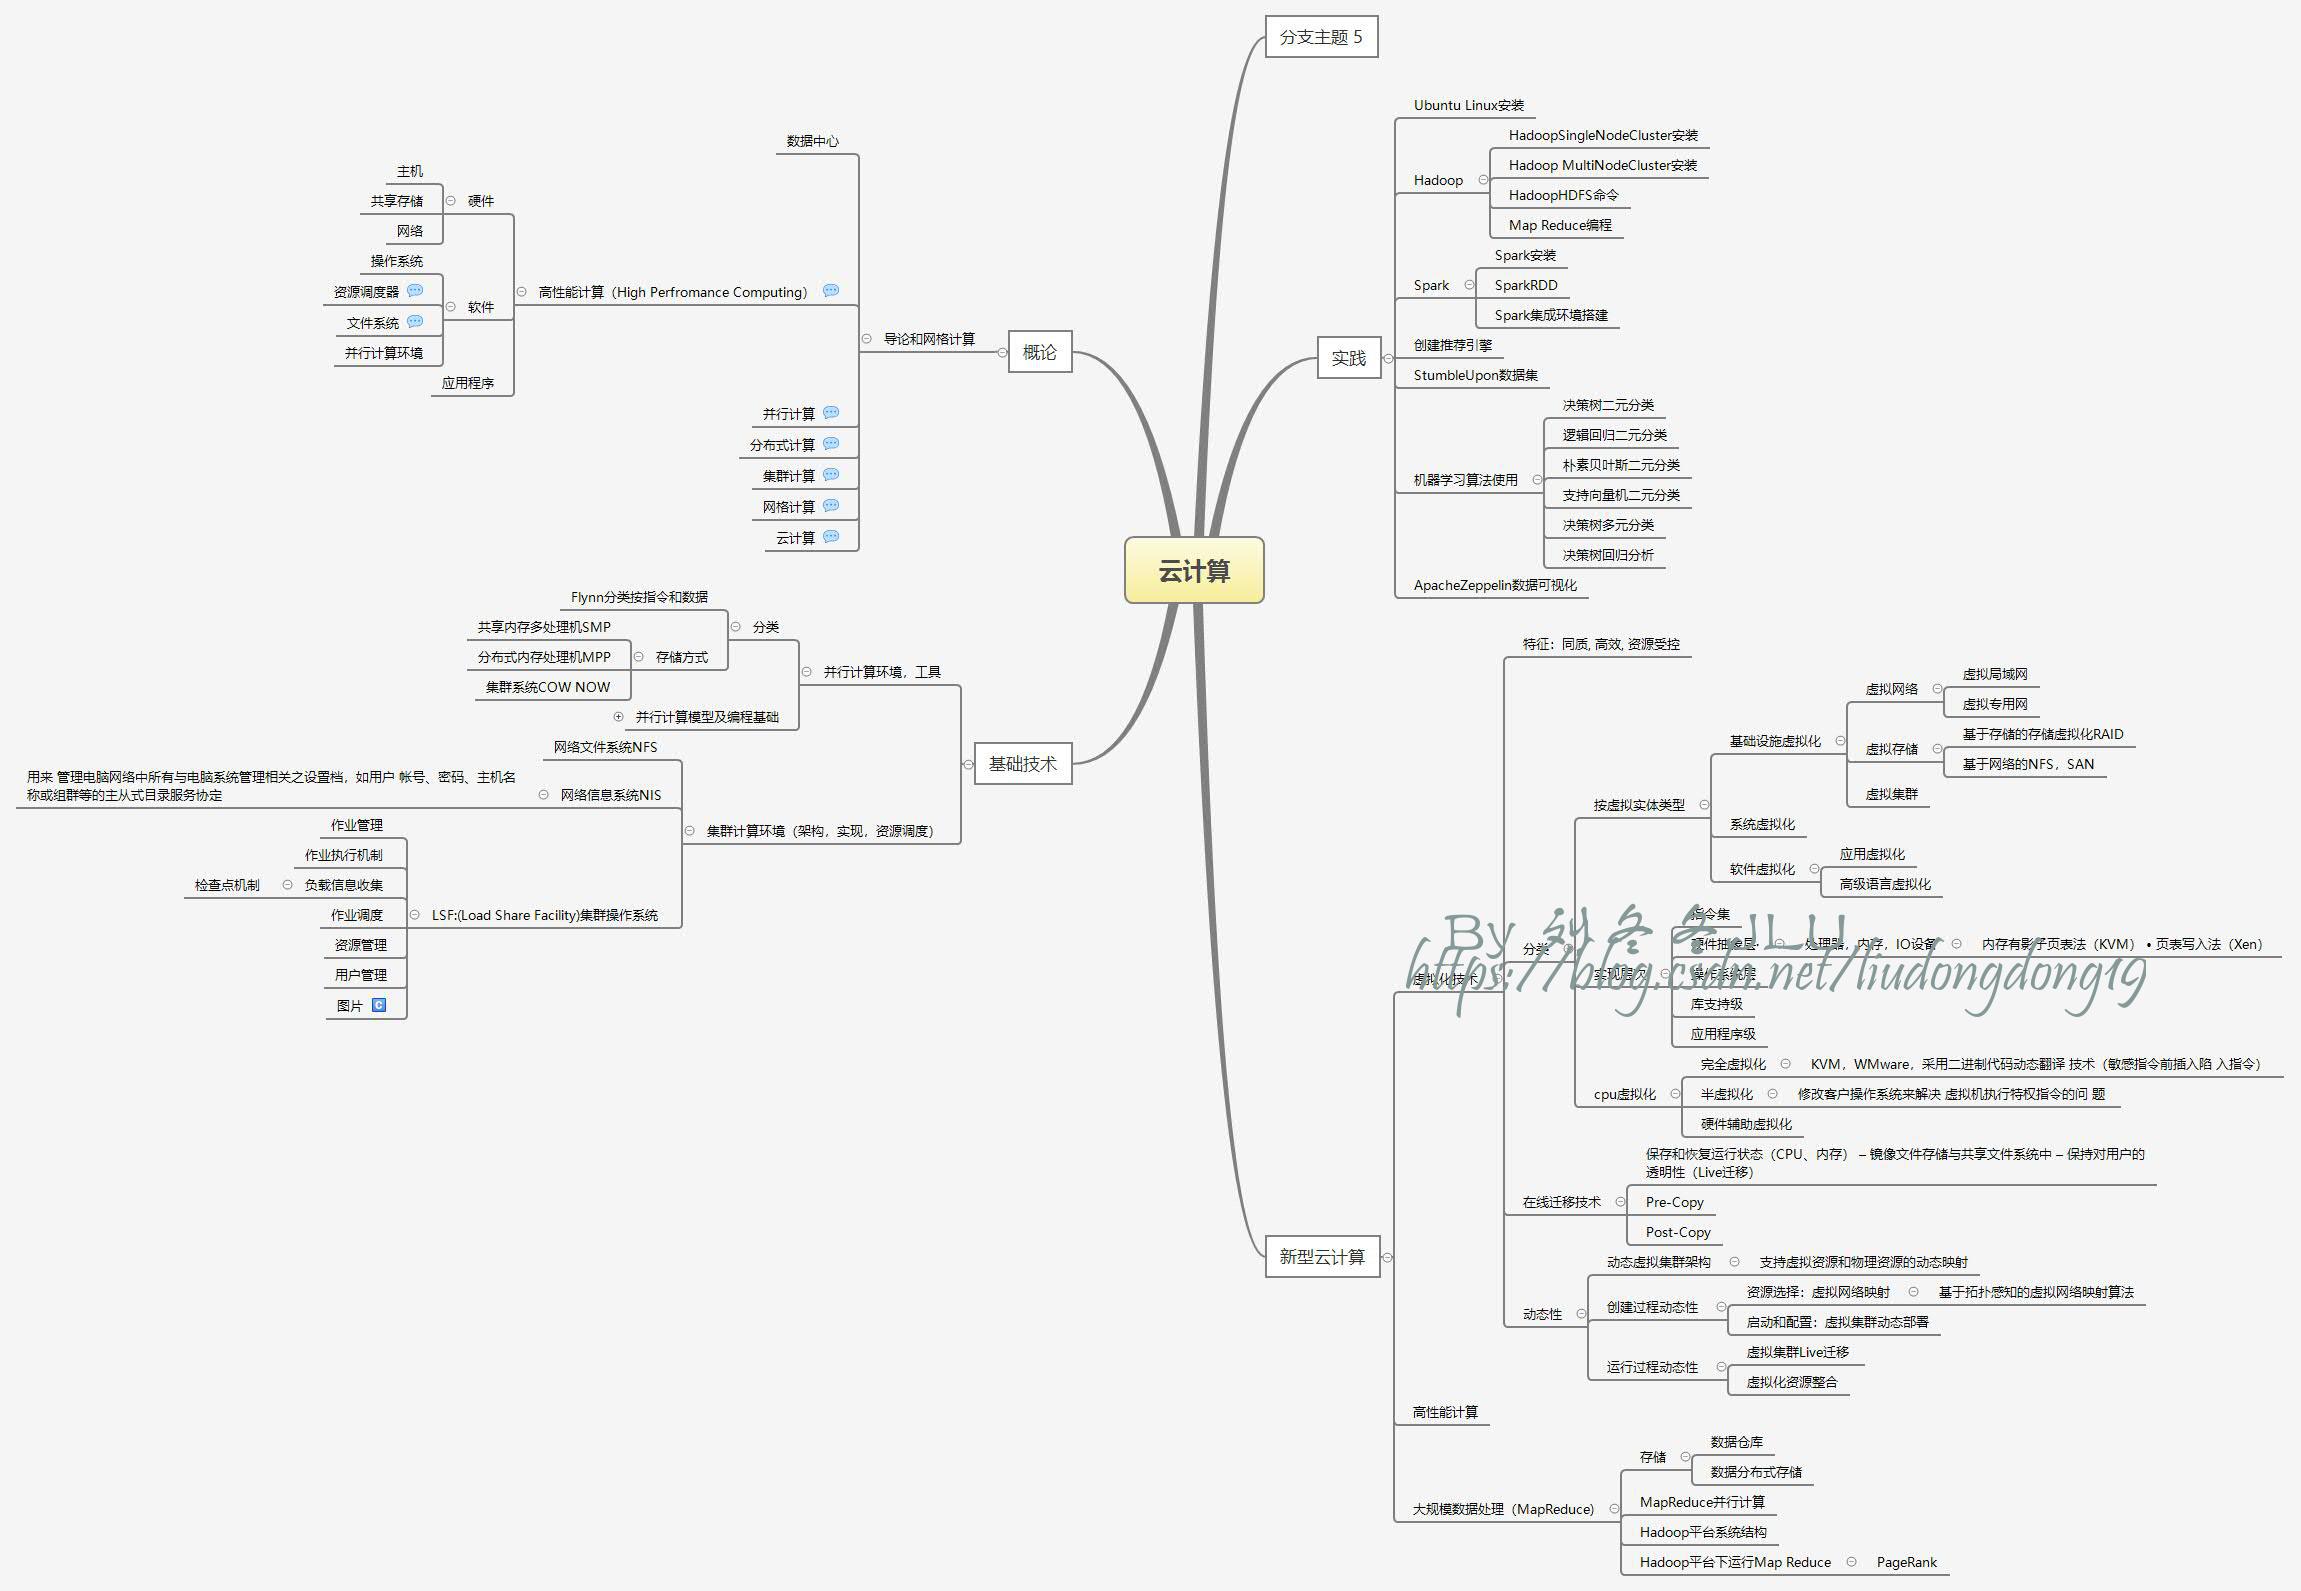 云计算
分支主题 5
概论
导论和网格计算
数据中心
高性能计算（High Perfromance Computing）
硬件
主机
共享存储
网络
软件
操作系统
资源调度器
文件系统
并行计算环境
应用程序
并行计算
分布式计算
集群计算
网格计算
云计算
基础技术
并行计算环境，工具
分类
Flynn分类按指令和数据
存储方式
共享内存多处理机SMP
分布式内存处理机MPP
集群系统COW NOW
并行计算模型及编程基础
集群计算环境（架构，实现，资源调度）
网络文件系统NFS
网络信息系统NIS
用来 管理电脑网络中所有与电脑系统管理相关之设置档，如用户 帐号、密码、主机名
称或组群等的主从式目录服务协定
LSF:(Load Share Facility)集群操作系统
作业管理
作业执行机制
负载信息收集
检查点机制
作业调度
资源管理
用户管理
图片
实践
Ubuntu Linux安装
Hadoop
HadoopSingleNodeCluster安装
Hadoop MultiNodeCluster安装
HadoopHDFS命令
Map Reduce编程
Spark
Spark安装
SparkRDD
Spark集成环境搭建
创建推荐引擎
StumbleUpon数据集
机器学习算法使用
决策树二元分类
逻辑回归二元分类
朴素贝叶斯二元分类
支持向量机二元分类
决策树多元分类
决策树回归分析
ApacheZeppelin数据可视化
新型云计算
虚拟化技术
特征：同质, 高效, 资源受控
分类
按虚拟实体类型
基础设施虚拟化
虚拟网络
虚拟局域网
虚拟专用网
虚拟存储
基于存储的存储虚拟化RAID
基于网络的NFS，SAN
虚拟集群
系统虚拟化
软件虚拟化
应用虚拟化
高级语言虚拟化
实现层次
指令集
硬件抽象层
处理器，内存，IO设备
内存有影子页表法（KVM） • 页表写入法（Xen）
操作系统层
库支持级
应用程序级
cpu虚拟化
完全虚拟化
KVM，WMware，采用二进制代码动态翻译 技术（敏感指令前插入陷 入指令）
半虚拟化
修改客户操作系统来解决 虚拟机执行特权指令的问 题
硬件辅助虚拟化
在线迁移技术
保存和恢复运行状态（CPU、内存） – 镜像文件存储与共享文件系统中 – 保持对用户的
透明性（Live迁移）
Pre-Copy
Post-Copy
动态性
动态虚拟集群架构
支持虚拟资源和物理资源的动态映射
创建过程动态性
资源选择：虚拟网络映射
基于拓扑感知的虚拟网络映射算法
启动和配置：虚拟集群动态部署
运行过程动态性
虚拟集群Live迁移
虚拟化资源整合
高性能计算
大规模数据处理（MapReduce)
存储
数据仓库
数据分布式存储
MapReduce并行计算
Hadoop平台系统结构
Hadoop平台下运行Map Reduce
PageRank
By 刘冬冬 JLU,
https://blog.csdn.net/liudongdong19